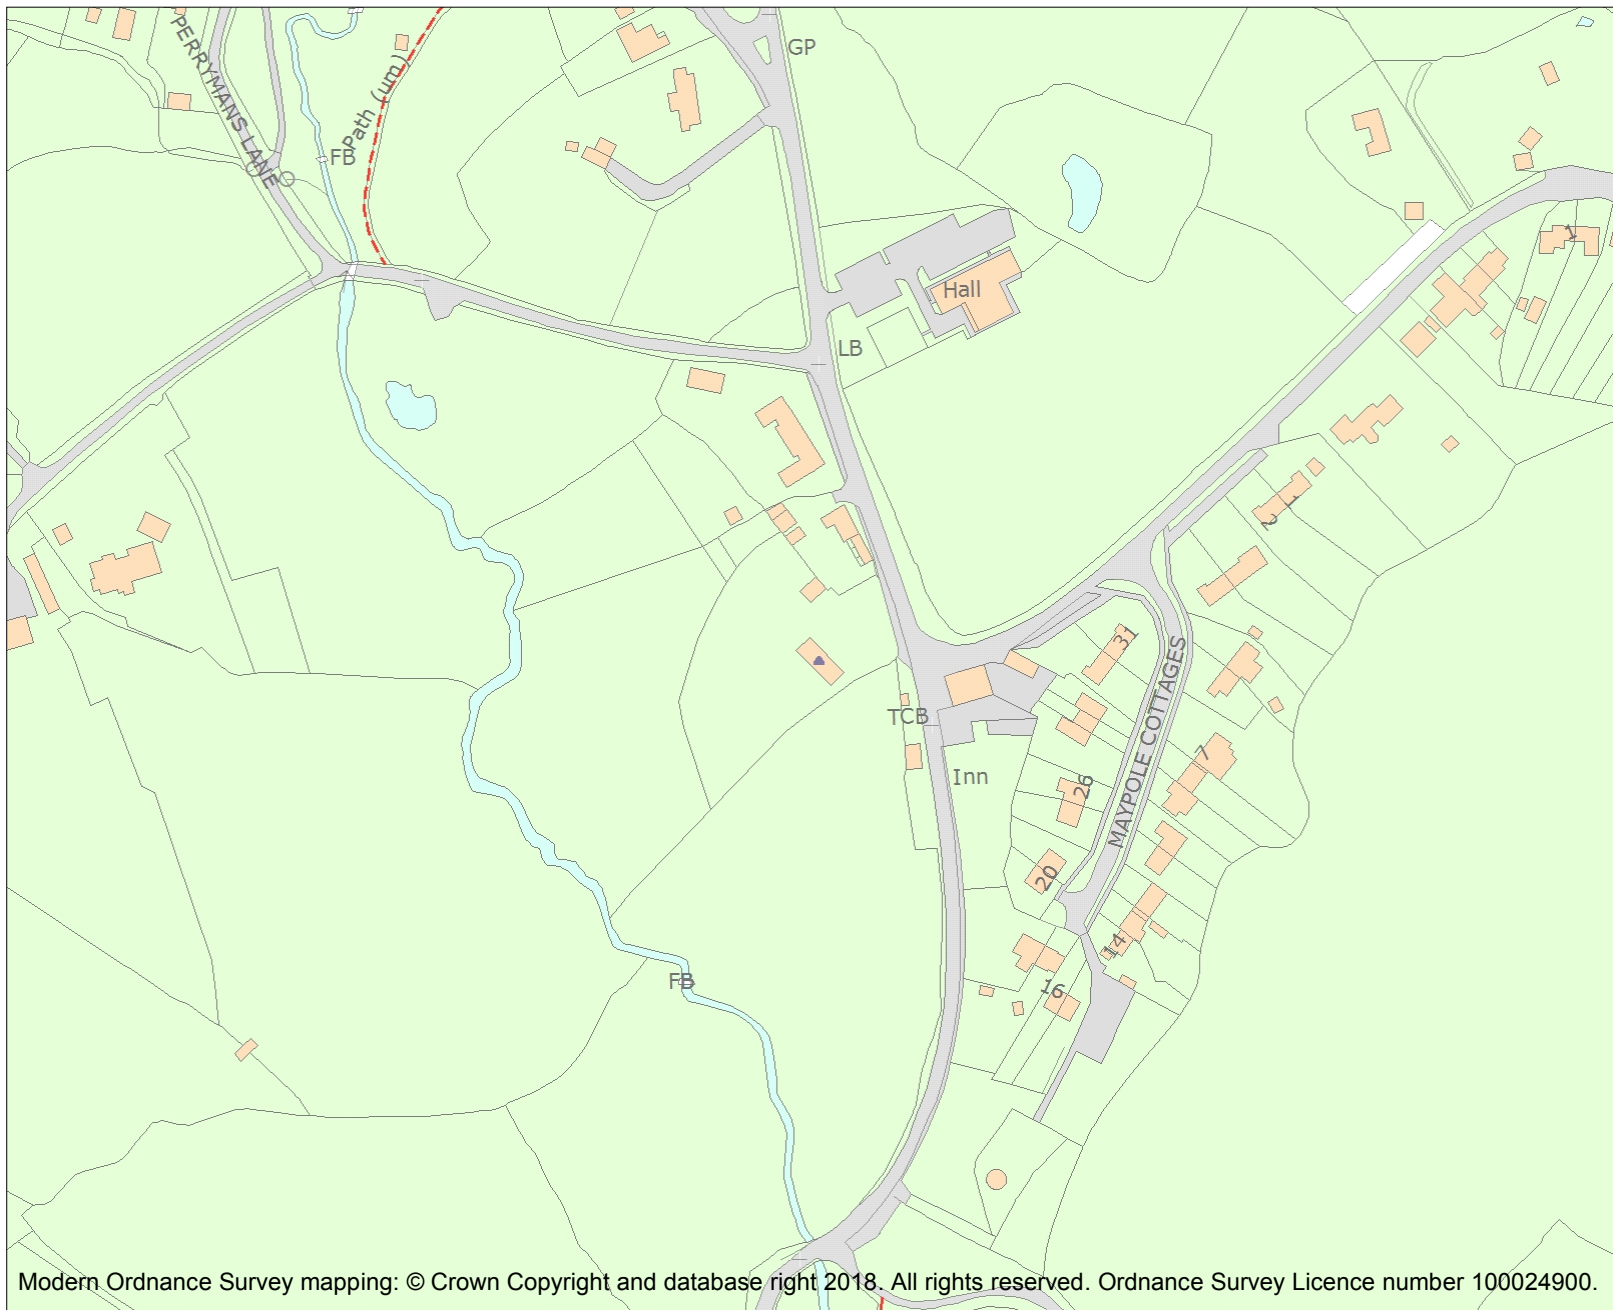 PERRYMANS LANE
Path (um)
GP
FB
1
Hall
LB
1
2
31
TCB
MAYPOLE COTTAGES
7
Inn
26
20
14
FB
16
Modern Ordnance Survey mapping: © Crown Copyright and database right 2018. All rights reserved. Ordnance Survey Licence number 100024900.